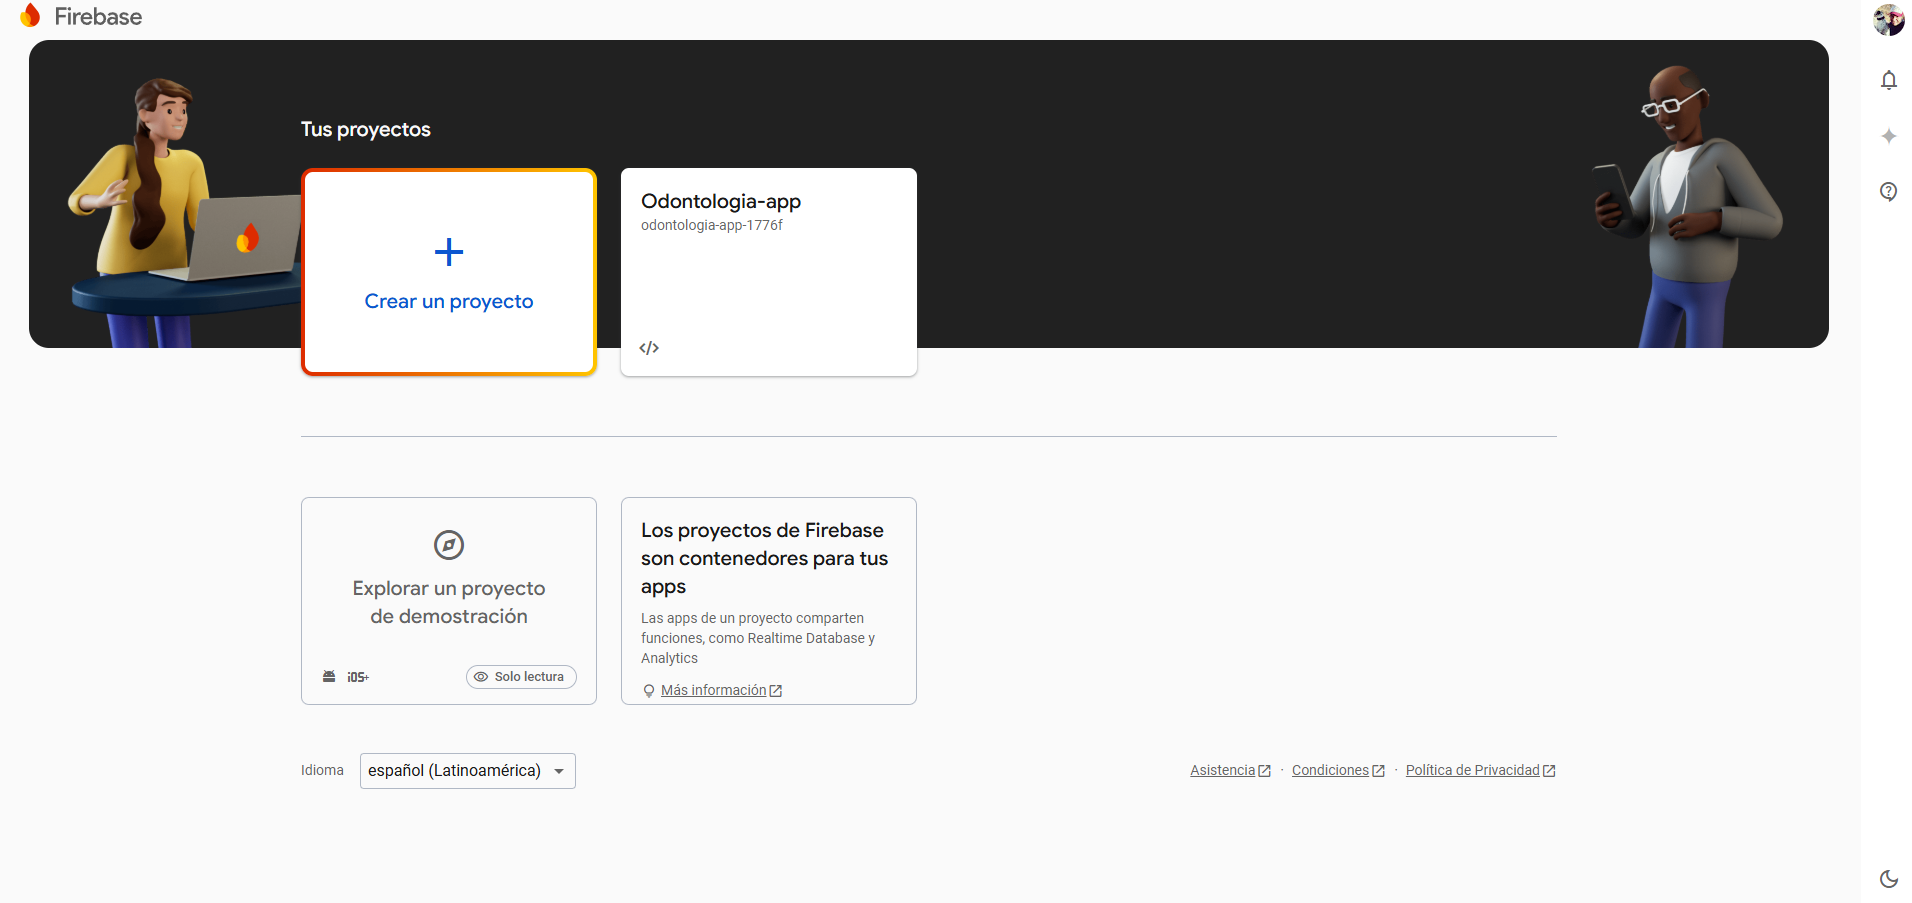 Firebase
Tus proyectos
Crear un proyecto
Odontologia-app
odontologia-app-1776f
Explorar un proyecto
de demostración
iOS+
Solo lectura
Los proyectos de Firebase
son contenedores para tus
apps
Las apps de un proyecto comparten
funciones, como Realtime Database y
Analytics
Más información
Idioma
español (Latinoamérica)
Asistencia · Condiciones · Política de Privacidad